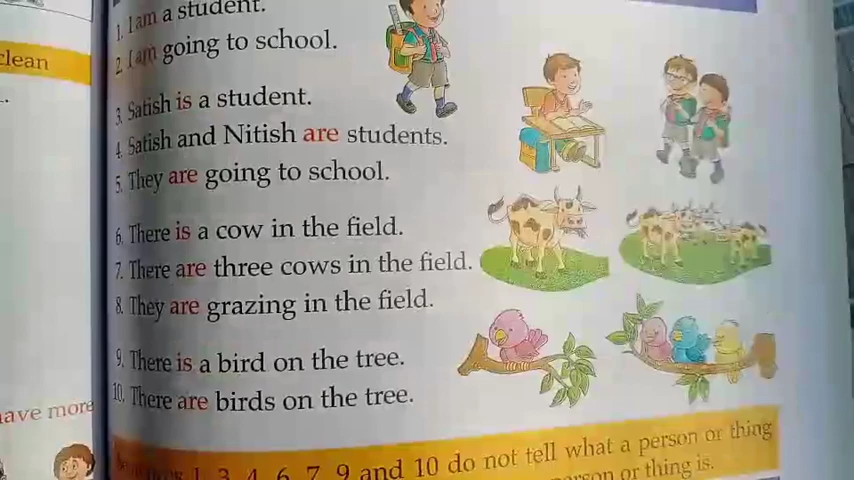 clean
have more
1. I am a student.
2. I am going to school.
3. Satish is a student.
4. Satish and Nitish are students.
5. They are going to school.
6. There is a cow in the field.
7. There are three cows in the field.
8. They are grazing in the field.
9. There is a bird on the tree.
10. There are birds on the tree.
1, 3, 4, 6, 7, 9 and 10 do not tell what a person or thing
person or thing is.